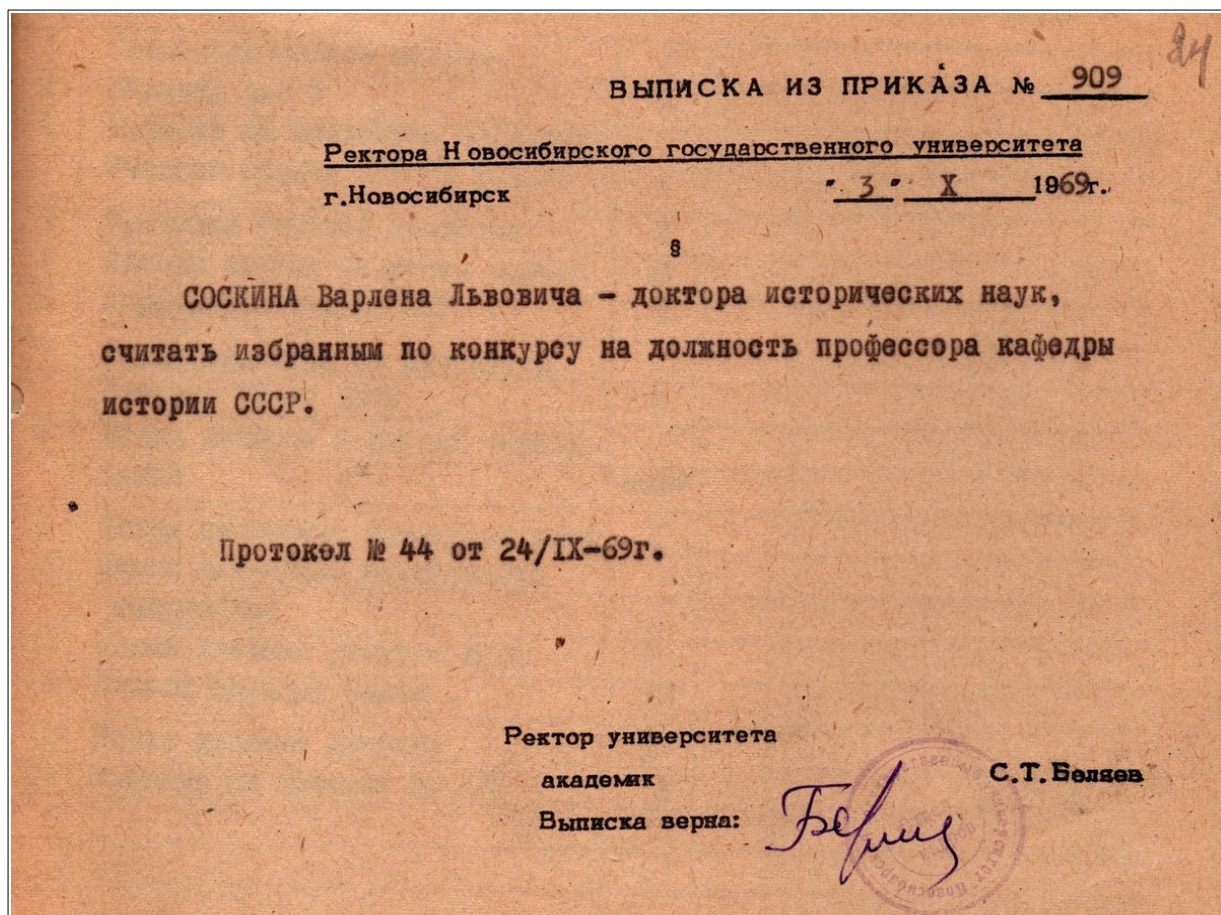 24
ВЫПИСКА ИЗ ПРИКАЗА № 909
Ректора Новосибирского государственного университета
г.Новосибирск " 3 " X 1969г.
§
СОСКИНА Варлена Львовича - доктора исторических наук,
считать избранным по конкурсу на должность профессора кафедры
истории СССР.
Протокол № 44 от 24/IX-69г.
Ректор университета
академик С.Т.Беляев
Выписка верна: